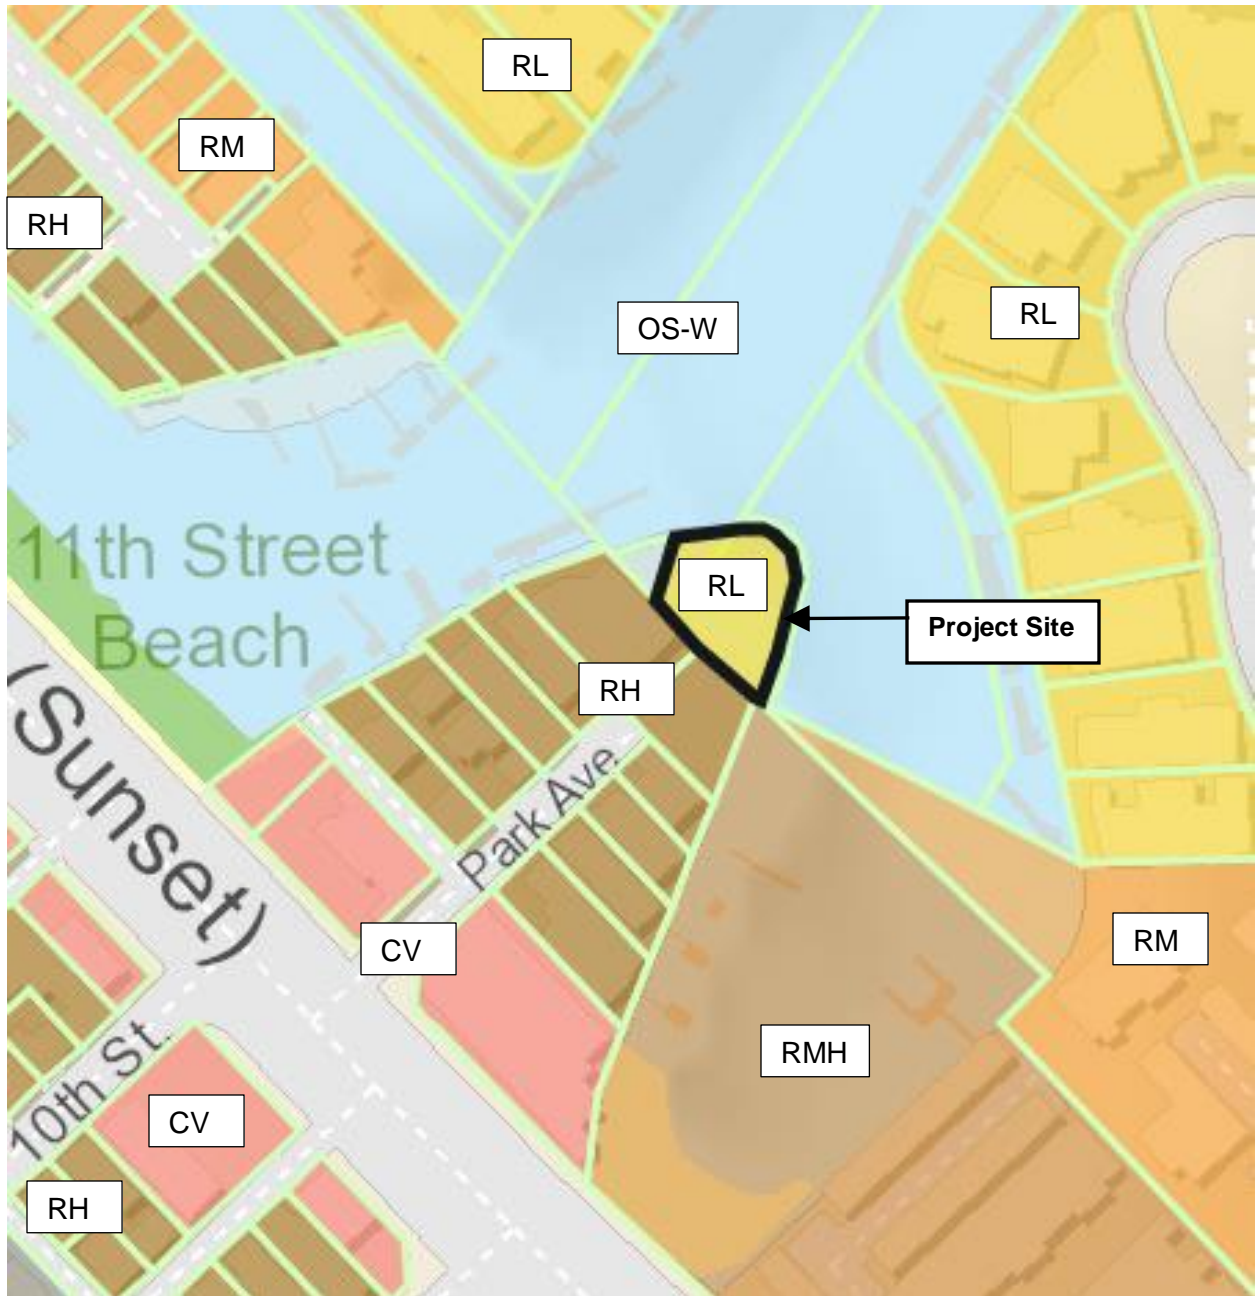 RL
RM
RH
RL
OS-W
11th Street
Beach
RL
Project Site
RH
(Sunset)
Park Ave
CV
RM
RMH
10th St.
CV
RH